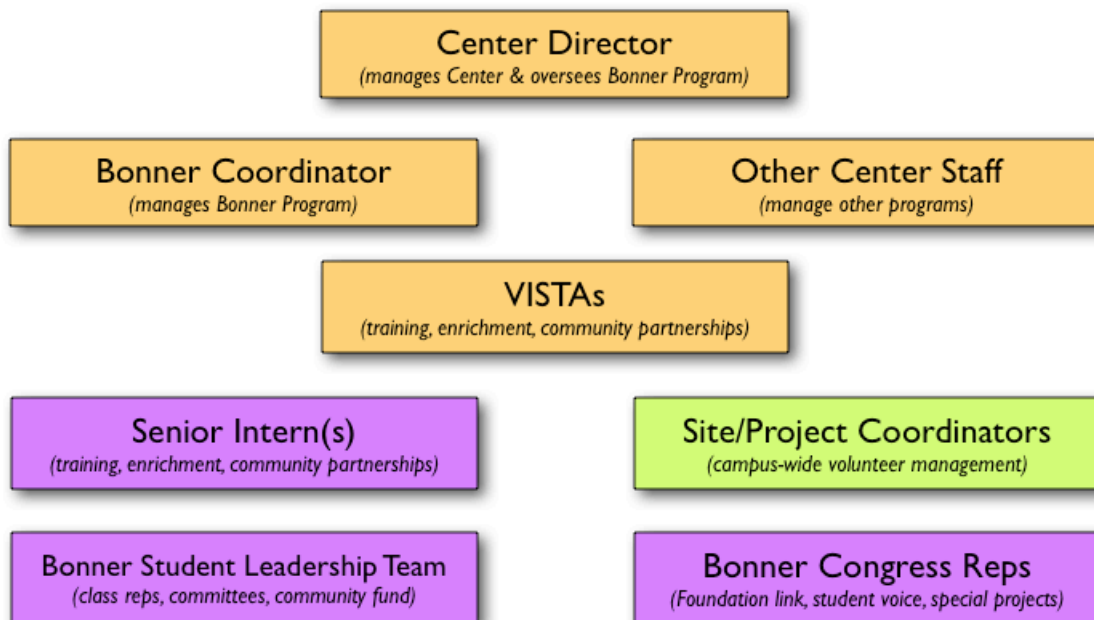 Center Director
(manages Center & oversees Bonner Program)
Bonner Coordinator
(manages Bonner Program)
Other Center Staff
(manage other programs)
VISTAs
(training, enrichment, community partnerships)
Senior Intern(s)
(training, enrichment, community partnerships)
Site/Project Coordinators
(campus-wide volunteer management)
Bonner Student Leadership Team
(class reps, committees, community fund)
Bonner Congress Reps
(Foundation link, student voice, special projects)